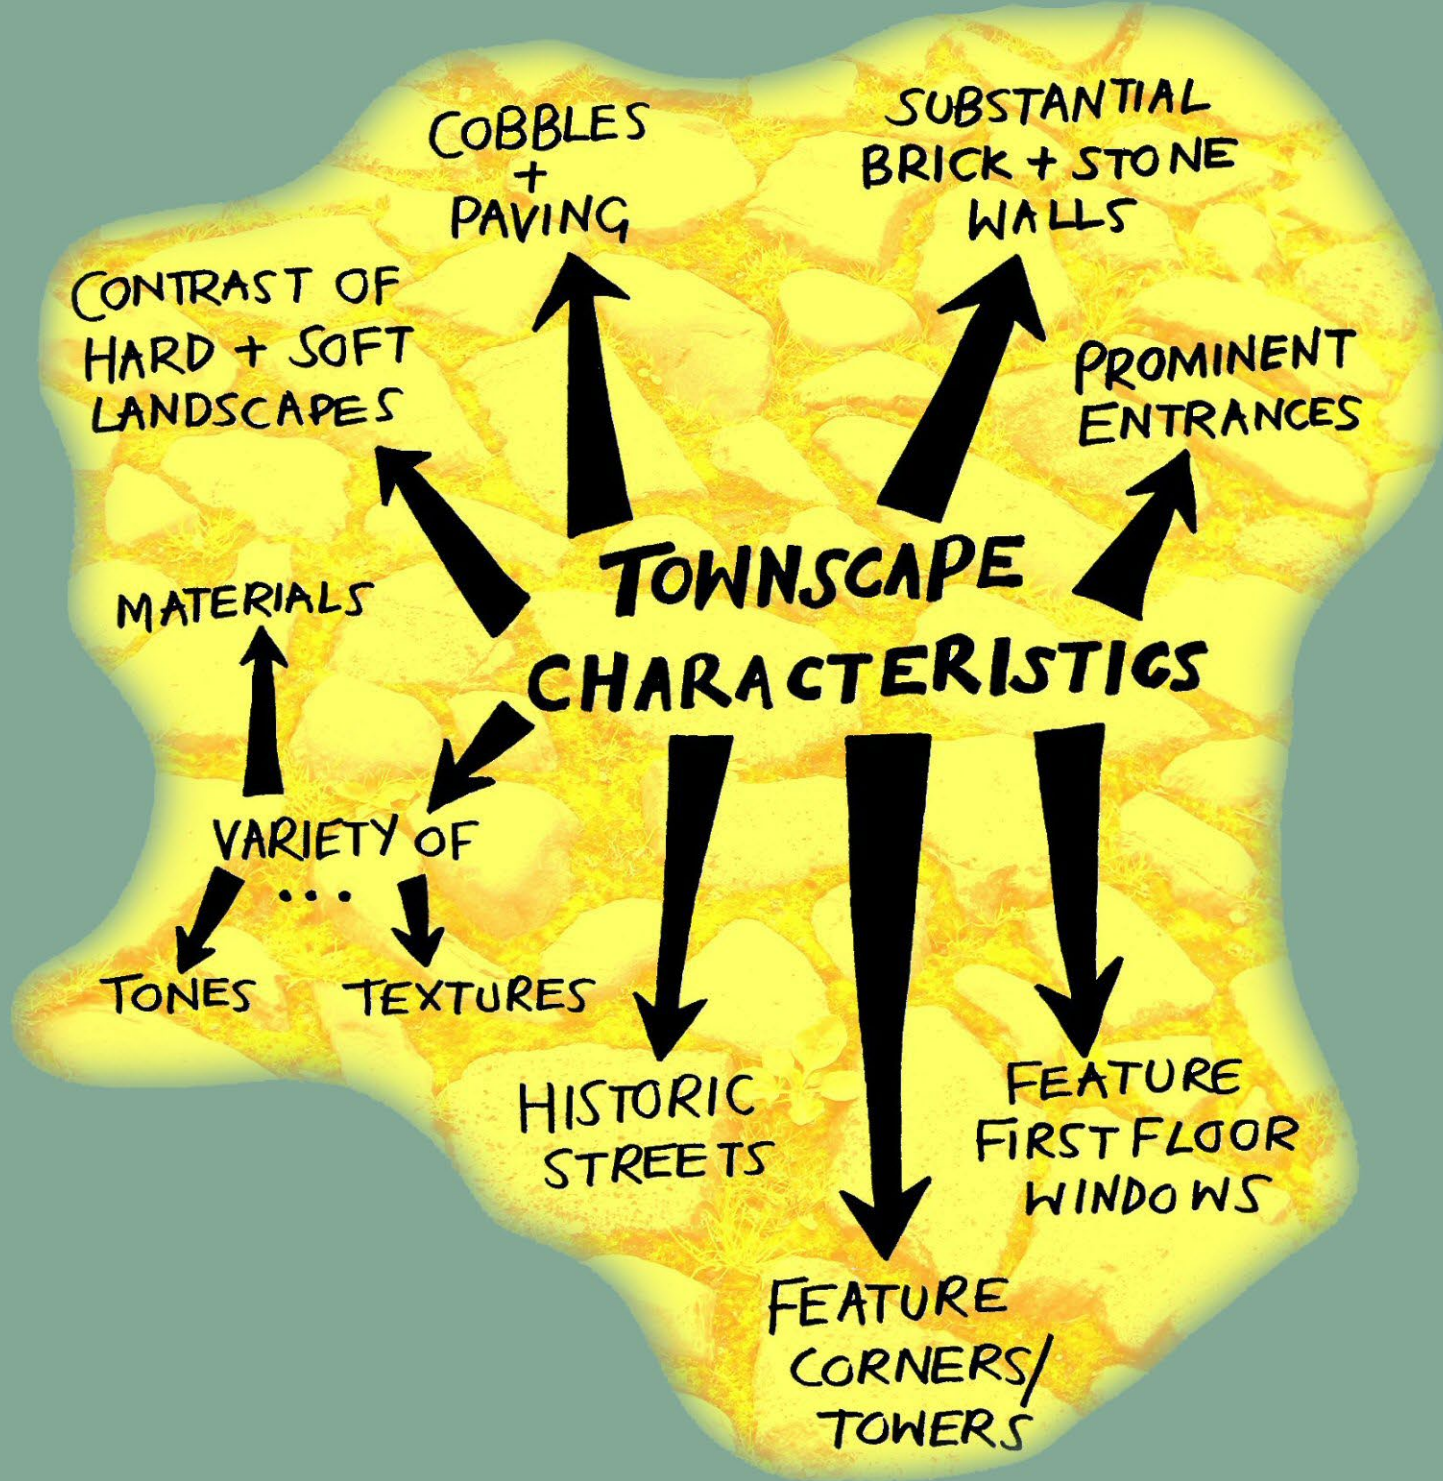 COBBLES
+
PAVING
SUBSTANTIAL
BRICK + STONE
WALLS
CONTRAST OF
HARD + SOFT
LANDSCAPES
PROMINENT
ENTRANCES
TOWNSCAPE
CHARACTERISTICS
MATERIALS
VARIETY OF
...
TONES
TEXTURES
HISTORIC
STREETS
FEATURE
FIRST FLOOR
WINDOWS
FEATURE
CORNERS/
TOWERS